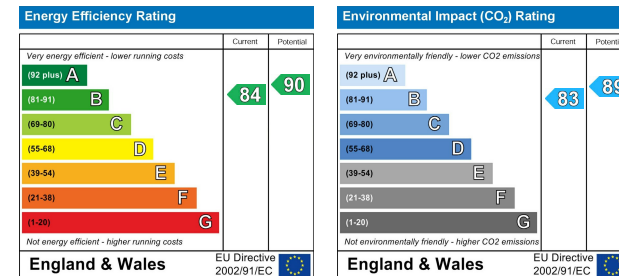 Energy Efficiency Rating
Current Potential
Very energy efficient - lower running costs
(92 plus) A
(81-91) B
84
90
(69-80) C
(55-68) D
(39-54) E
(21-38) F
(1-20) G
Not energy efficient - higher running costs
England & Wales
EU Directive
2002/91/EC
Environmental Impact (CO₂) Rating
Current Potenti
Very environmentally friendly - lower CO2 emissions
(92 plus) A
(81-91) B
83
89
(69-80) C
(55-68) D
(39-54) E
(21-38) F
(1-20) G
Not environmentally friendly - higher CO2 emissions
England & Wales
EU Directive
2002/91/EC